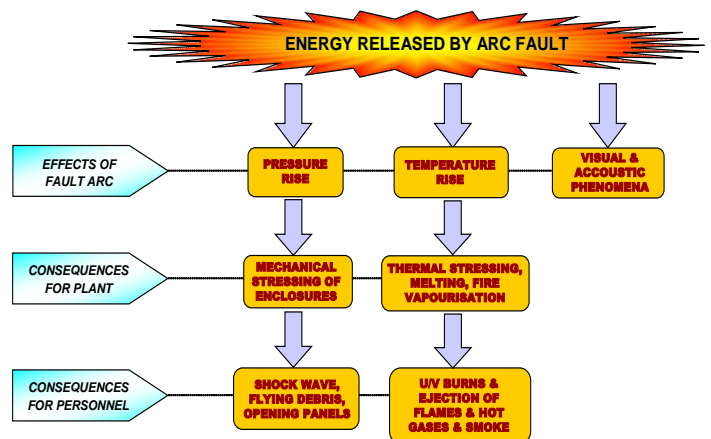 ENERGY RELEASED BY ARC FAULT
EFFECTS OF
FAULT ARC
PRESSURE
RISE
TEMPERATURE
RISE
VISUAL &
ACCOUSTIC
PHENOMENA
CONSEQUENCES
FOR PLANT
MECHANICAL
STRESSING OF
ENCLOSURES
THERMAL STRESSING,
MELTING, FIRE
VAPOURISATION
CONSEQUENCES
FOR PERSONNEL
SHOCK WAVE,
FLYING DEBRIS,
OPENING PANELS
U/V BURNS &
EJECTION OF
FLAMES & HOT
GASES & SMOKE